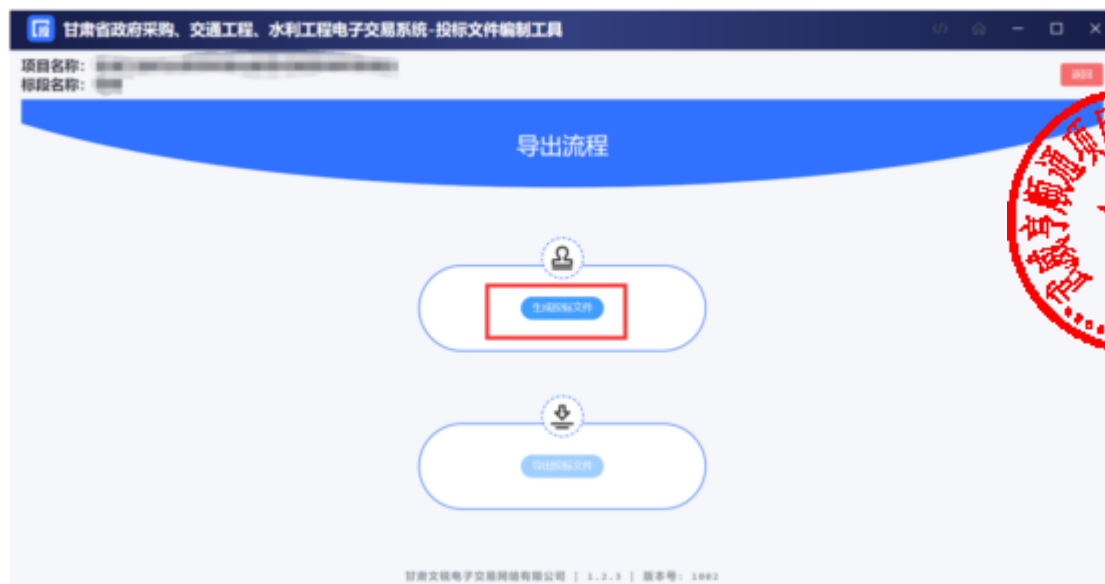 甘肃省政府采购、交通工程、水利工程电子交易系统-投标文件编制工具
项目名称：
标段名称：
返回
导出流程
生成投标文件
导出投标文件
甘肃文锐电子交易网络有限公司 | 1.2.3 | 版本号: 1002